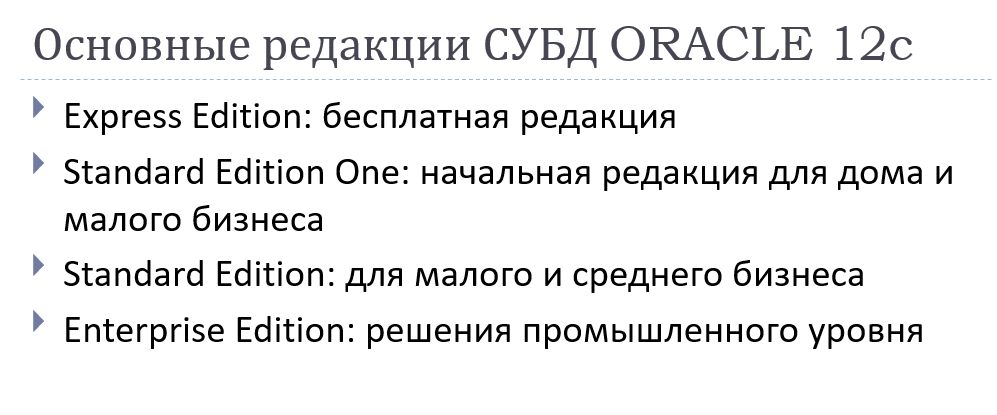 Основные редакции СУБД ORACLE 12c
Express Edition: бесплатная редакция
Standard Edition One: начальная редакция для дома и
малого бизнеса
Standard Edition: для малого и среднего бизнеса
Enterprise Edition: решения промышленного уровня